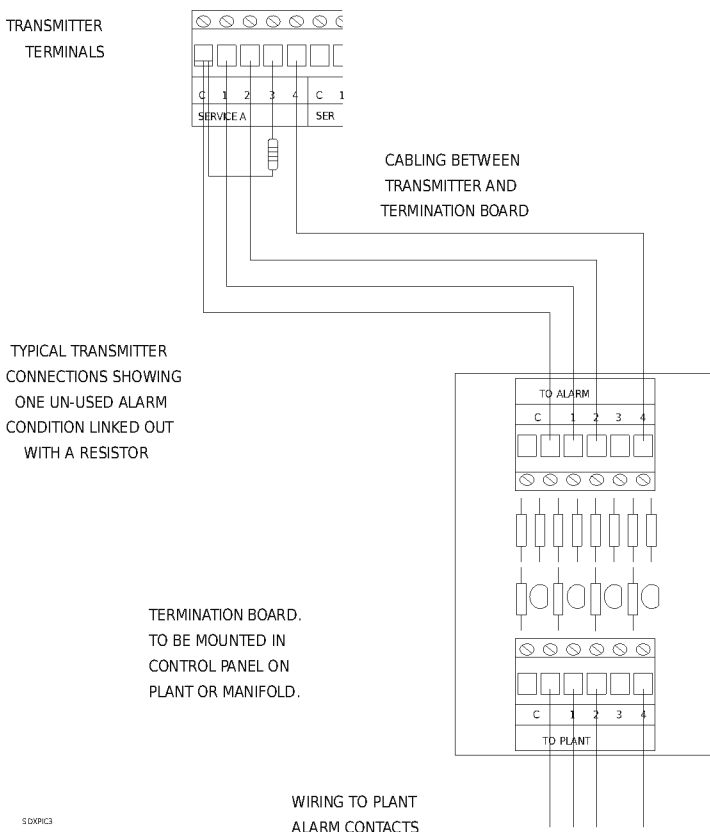 TRANSMITTER
TERMINALS
C 1 2 3 4 C 1
SERVICE A SER
CABLING BETWEEN
TRANSMITTER AND
TERMINATION BOARD
TYPICAL TRANSMITTER
CONNECTIONS SHOWING
ONE UN-USED ALARM
CONDITION LINKED OUT
WITH A RESISTOR
TO ALARM
C 1 2 3 4
TERMINATION BOARD.
TO BE MOUNTED IN
CONTROL PANEL ON
PLANT OR MANIFOLD.
C 1 2 3 4
TO PLANT
WIRING TO PLANT
ALARM CONTACTS
SDXPIC3